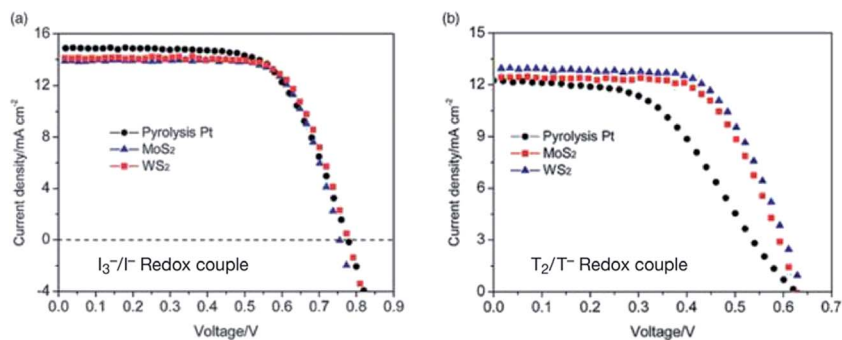 (a)
16
12
8
4
0
-4
Current density/mA cm⁻²
Pyrolysis Pt
MoS₂
WS₂
I₃⁻/I⁻ Redox couple
0.0 0.1 0.2 0.3 0.4 0.5 0.6 0.7 0.8 0.9
Voltage/V
(b)
15
12
9
6
3
0
Current density/mA cm⁻²
Pyrolysis Pt
MoS₂
WS₂
T₂/T⁻ Redox couple
0.0 0.1 0.2 0.3 0.4 0.5 0.6 0.7
Voltage/V